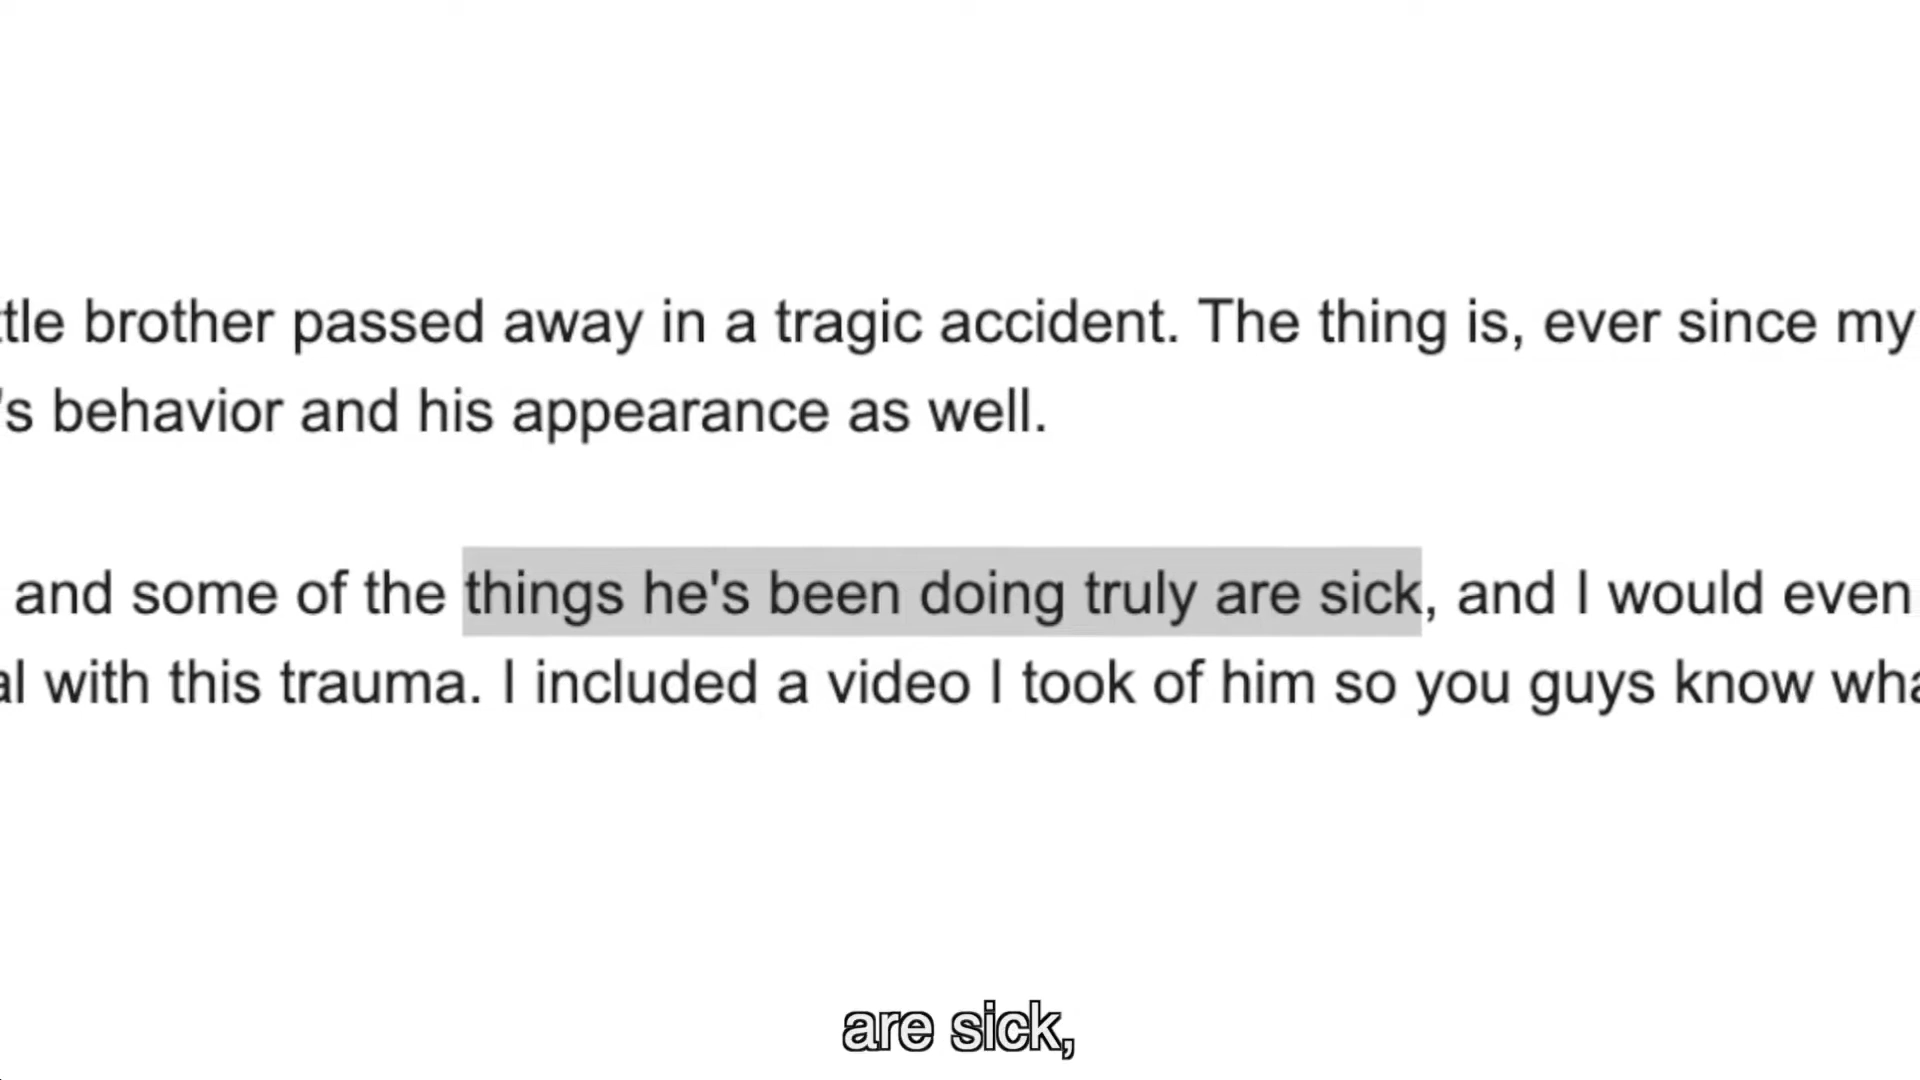 brother passed away in a tragic accident. The thing is, ever since my
's behavior and his appearance as well.
and some of the things he's been doing truly are sick, and I would even
with this trauma. I included a video I took of him so you guys know
are sick,